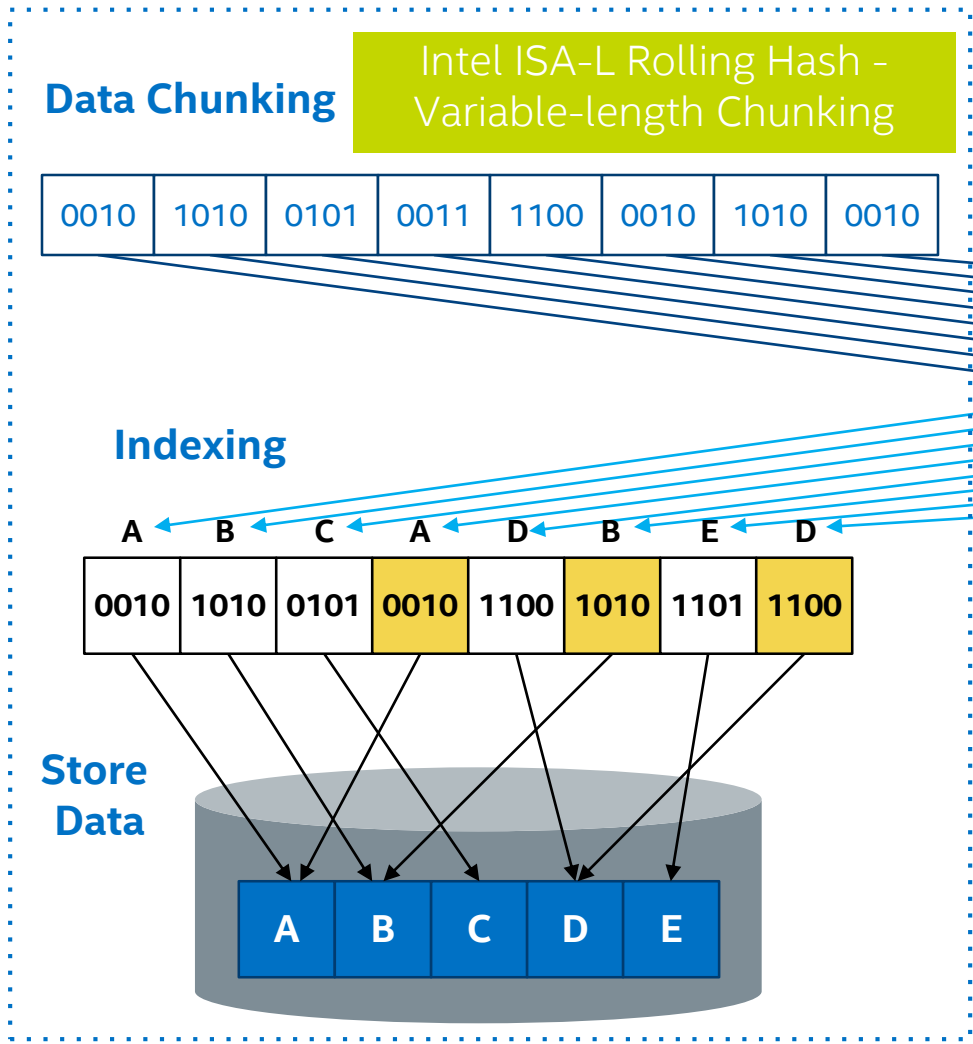 Data Chunking
Intel ISA-L Rolling Hash -
Variable-length Chunking
0010 1010 0101 0011 1100 0010 1010 0010
Indexing
A B C A D B E D
0010 1010 0101 0010 1100 1010 1101 1100
Store
Data
A B C D E